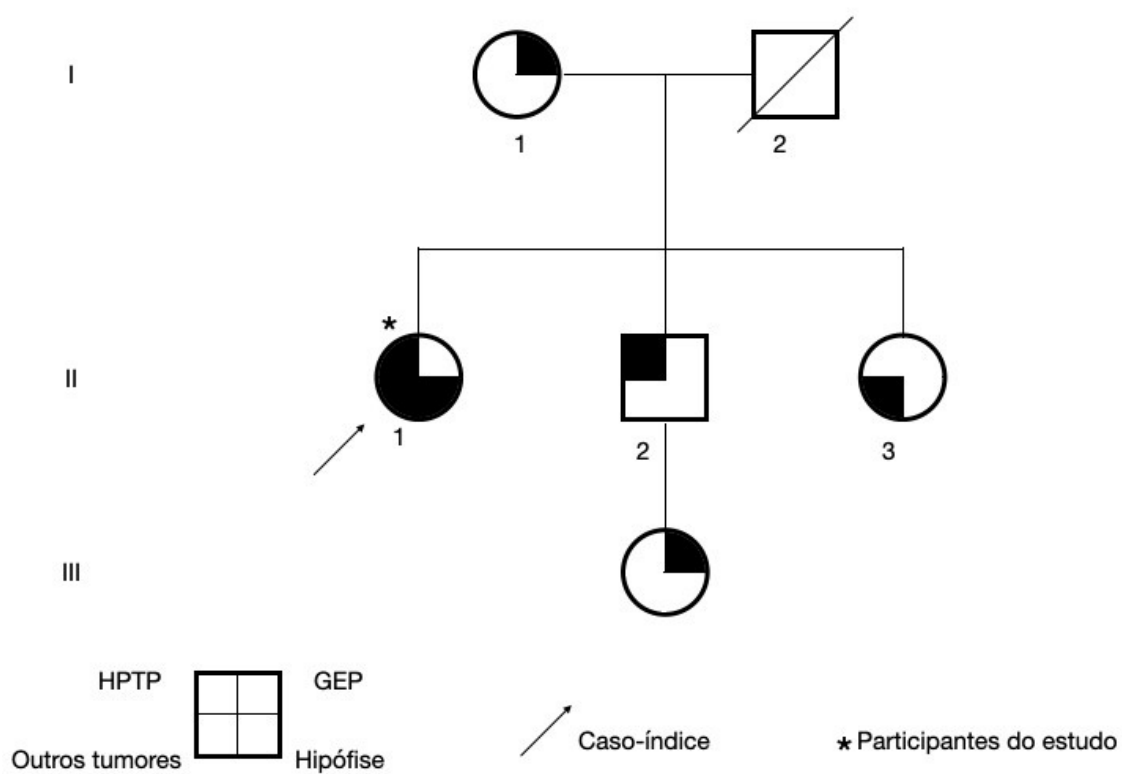 I
1
2
*
II
1
2
3
III
HPTP
GEP
Outros tumores
Hipófise
Caso-índice
* Participantes do estudo